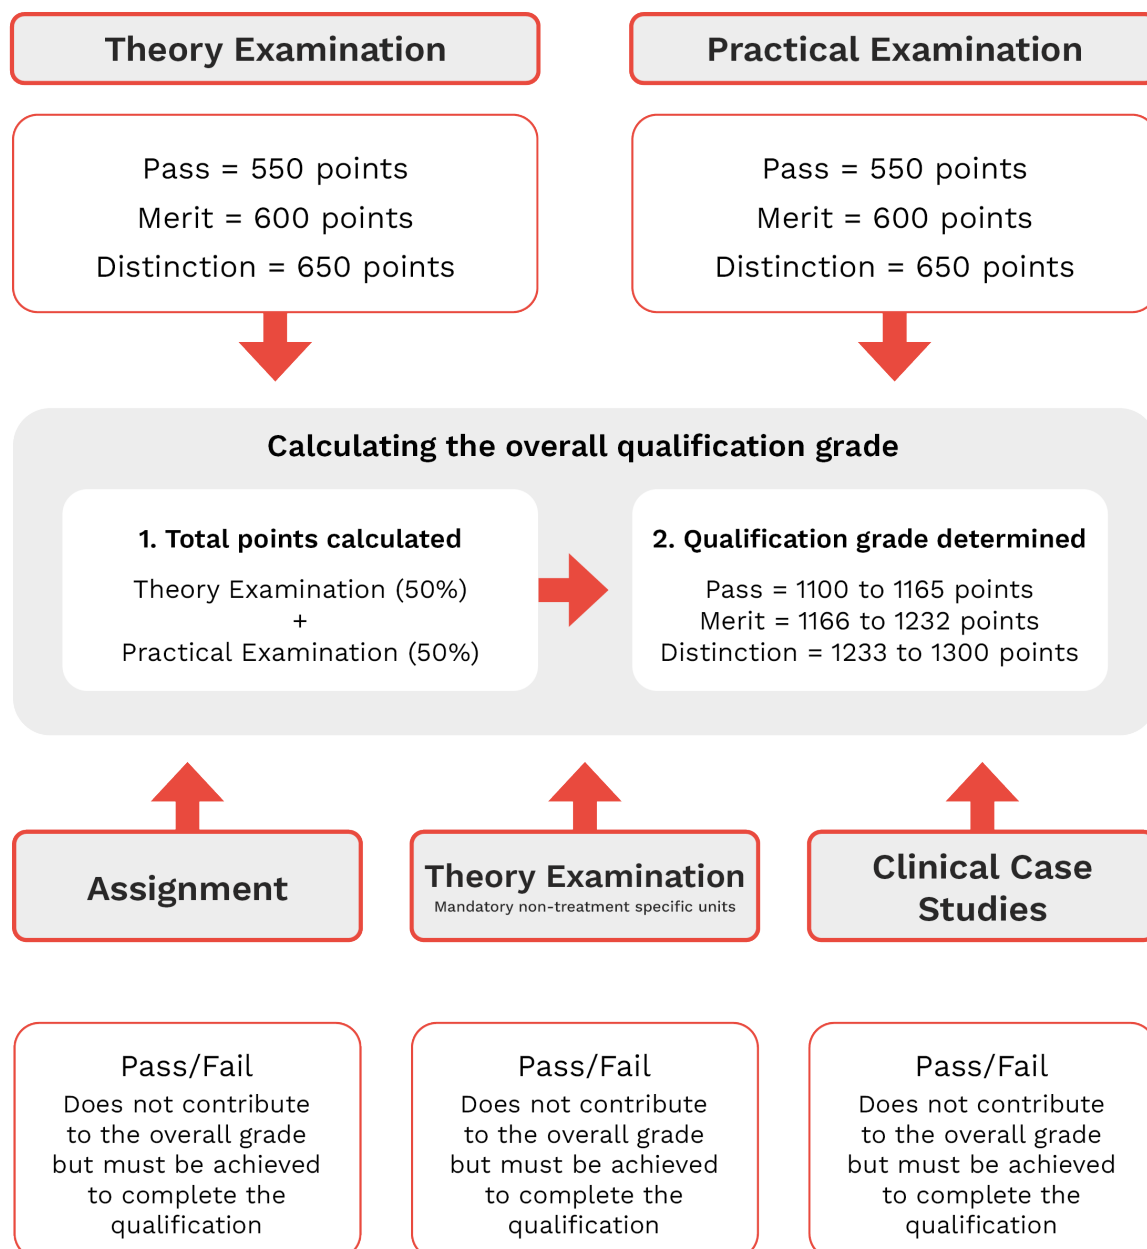 Theory Examination
Practical Examination
Pass = 550 points
Merit = 600 points
Distinction = 650 points
Pass = 550 points
Merit = 600 points
Distinction = 650 points
Calculating the overall qualification grade
1. Total points calculated
Theory Examination (50%)
+
Practical Examination (50%)
2. Qualification grade determined
Pass = 1100 to 1165 points
Merit = 1166 to 1232 points
Distinction = 1233 to 1300 points
Assignment
Theory Examination
Mandatory non-treatment specific units
Clinical Case
Studies
Pass/Fail
Does not contribute
to the overall grade
but must be achieved
to complete the
qualification
Pass/Fail
Does not contribute
to the overall grade
but must be achieved
to complete the
qualification
Pass/Fail
Does not contribute
to the overall grade
but must be achieved
to complete the
qualification